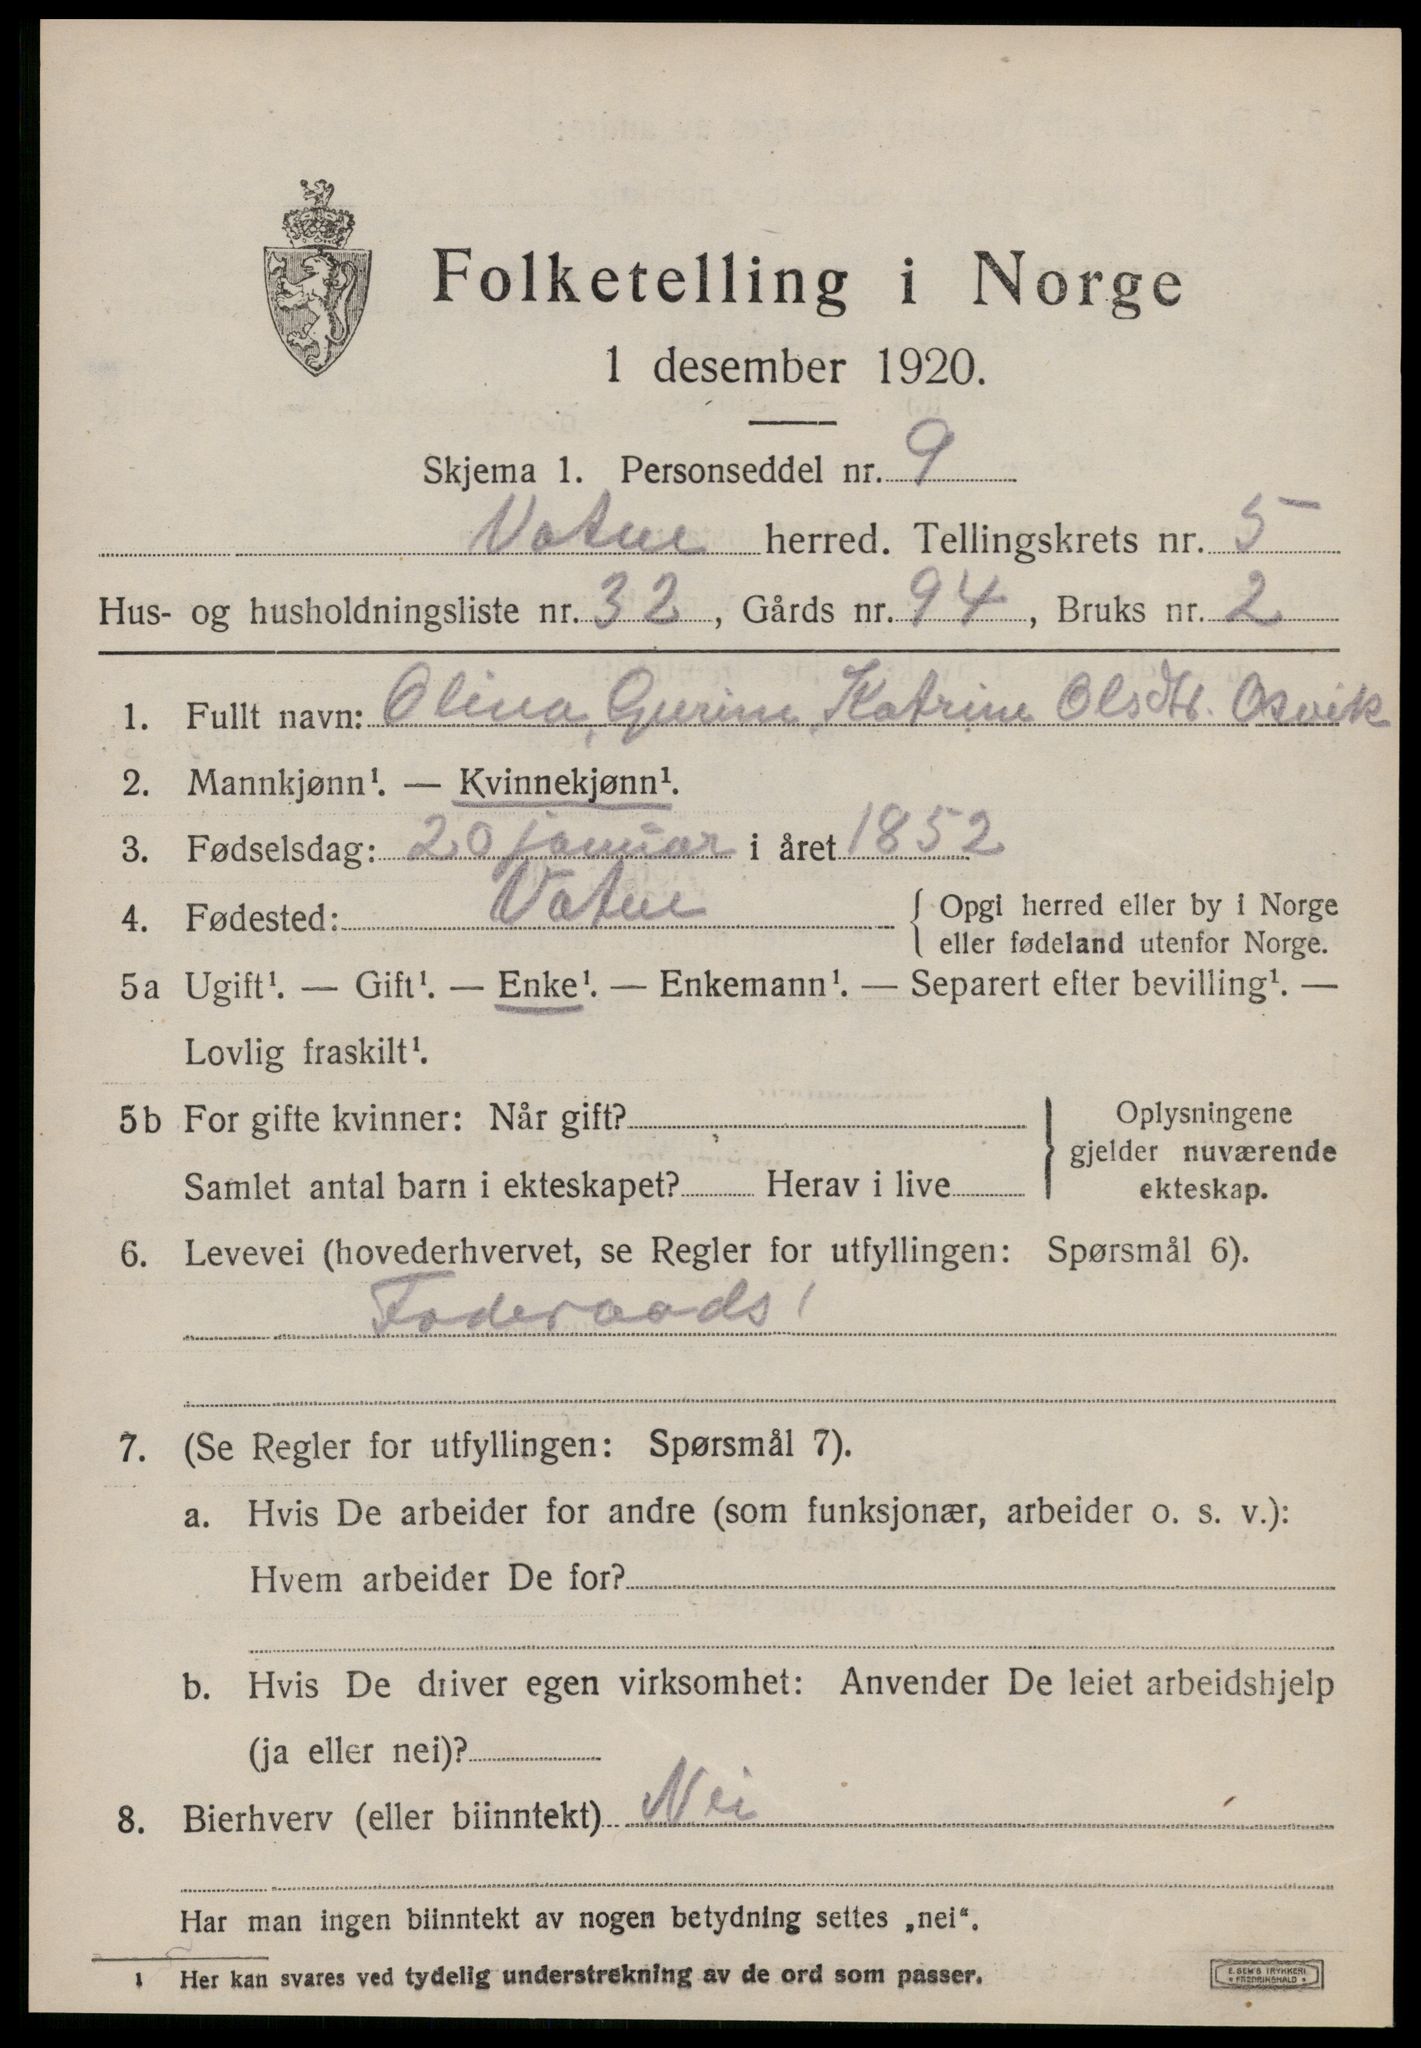 Folketelling i Norge
1 desember 1920.
Skjema 1. Personseddel nr. 9
Vatne herred. Tellingskrets nr. 5
Hus- og husholdningsliste nr. 32, Gårds nr. 94, Bruks nr. 2
1. Fullt navn: Olina, Gurine Katrine Olsdtr. Osvik
2. Mannkjønn¹. — Kvinnekjønn¹.
3. Fødselsdag: 20 januar i året 1852
4. Fødested: Vatne { Opgi herred eller by i Norge
eller fødeland utenfor Norge.
5a Ugift¹. — Gift¹. — Enke¹. — Enkemann¹. — Separert efter bevilling¹. —
Lovlig fraskilt¹.
5b For gifte kvinner: Når gift? } Oplysningene
gjelder nuværende
Samlet antal barn i ekteskapet? Herav i live ekteskap.
6. Levevei (hovederhvervet, se Regler for utfyllingen: Spørsmål 6).
Foderaads!
7. (Se Regler for utfyllingen: Spørsmål 7).
a. Hvis De arbeider for andre (som funksjonær, arbeider o. s. v.):
Hvem arbeider De for?
b. Hvis De driver egen virksomhet: Anvender De leiet arbeidshjelp
(ja eller nei)?
8. Bierhverv (eller biinntekt) Nei
Har man ingen biinntekt av nogen betydning settes „nei“.
1 Her kan svares ved tydelig understrekning av de ord som passer.
E. SEM'S TRYKKERI
* FREDRIKSHALD *